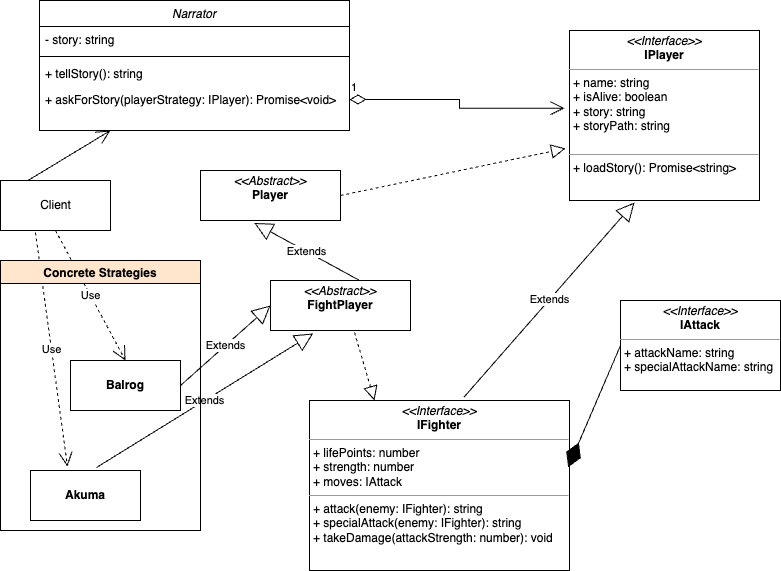 Narrator
- story: string
+ tellStory(): string
+ askForStory(playerStrategy: IPlayer): Promise<void>
1
<<Interface>>
IPlayer
+ name: string
+ isAlive: boolean
+ story: string
+ storyPath: string
+ loadStory(): Promise<string>
Client
<<Abstract>>
Player
Extends
Concrete Strategies
Use
Use
<<Abstract>>
FightPlayer
Extends
Extends
Extends
Balrog
Akuma
<<Interface>>
IAttack
+ attackName: string
+ specialAttackName: string
<<Interface>>
IFighter
+ lifePoints: number
+ strength: number
+ moves: IAttack
+ attack(enemy: IFighter): string
+ specialAttack(enemy: IFighter): string
+ takeDamage(attackStrength: number): void